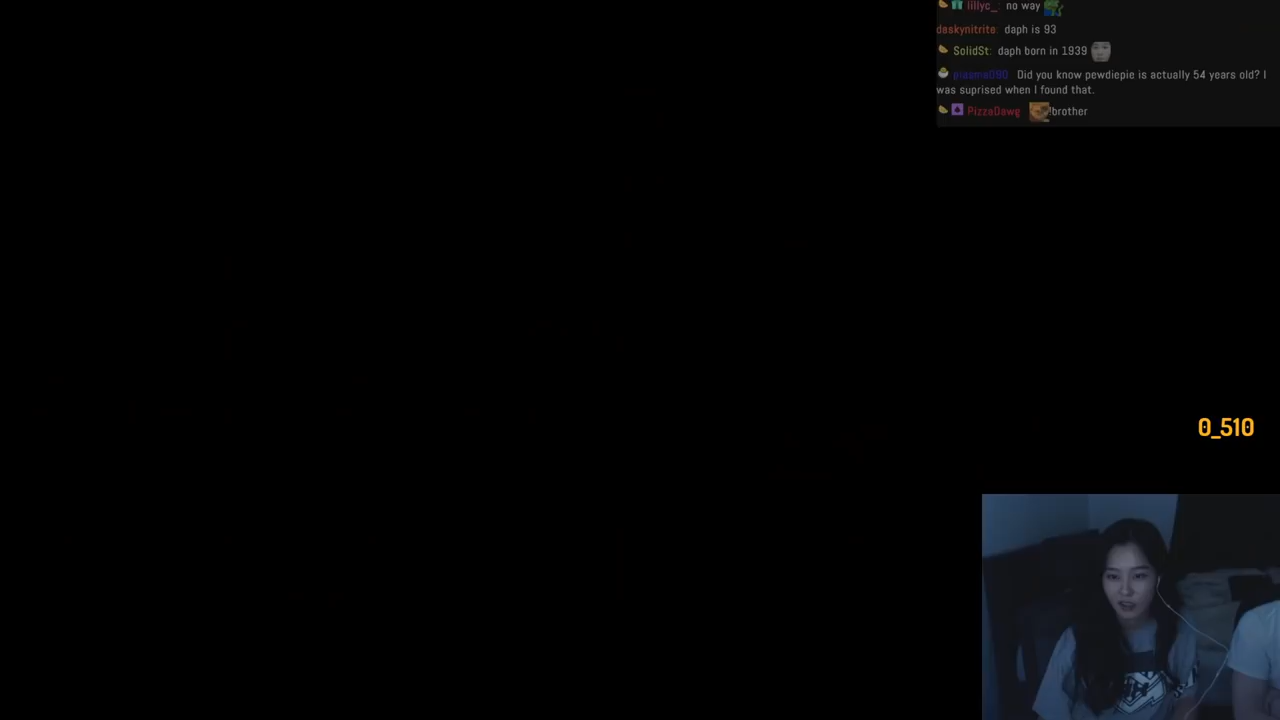 lillyc_: no way
daskynitrite: daph is 93
SolidSt: daph born in 1939
Did you know pewdiepie is actually 54 years old? I
was suprised when I found that.
PizzaDawg !brother
0_510